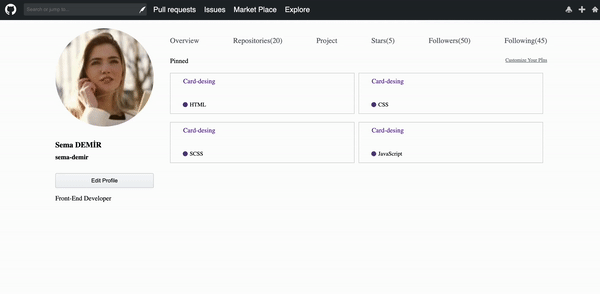 Search or jump to... Pull requests Issues Market Place Explore
Overview Repositories(20) Project Stars(5) Followers(50) Following(45)
Pinned Customize Your Plus
Card-desing Card-desing
HTML CSS
Card-desing Card-desing
SCSS JavaScript
Sema DEMİR
sema-demir
Edit Profile
Front-End Developer